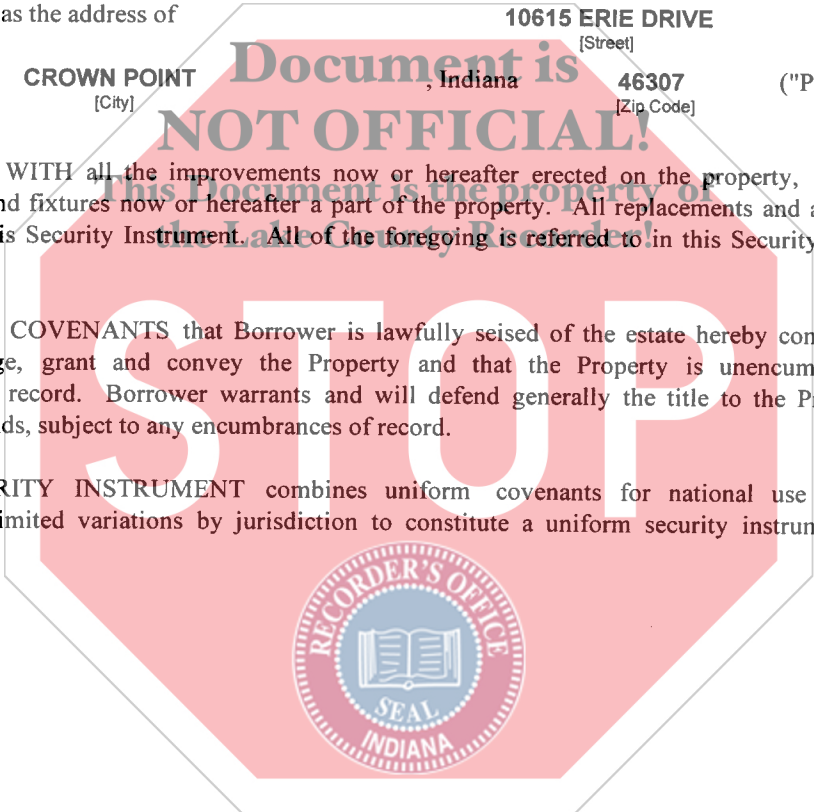 as the address of 10615 ERIE DRIVE
[Street]
Document is
CROWN POINT , Indiana 46307 ("P
[City] [Zip Code]
NOT OFFICIAL!
WITH all the improvements now or hereafter erected on the property,
This Document is the property of
nd fixtures now or hereafter a part of the property. All replacements and a
is Security Instrument. All of the foregoing is referred to in this Security
the Lake County Recorder!
STOP
COVENANTS that Borrower is lawfully seised of the estate hereby con
ge, grant and convey the Property and that the Property is unencum
record. Borrower warrants and will defend generally the title to the P
ds, subject to any encumbrances of record.
RITY INSTRUMENT combines uniform covenants for national use
imited variations by jurisdiction to constitute a uniform security instrun
RECORDER'S OFFICE
SEAL
INDIANA